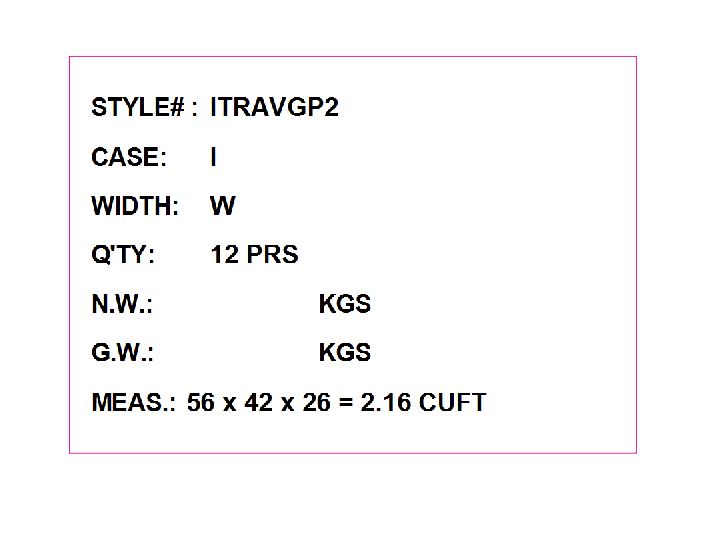 STYLE# : ITRAVGP2
CASE: I
WIDTH: W
Q'TY: 12 PRS
N.W. : KGS
G.W. : KGS
MEAS. : 56 x 42 x 26 = 2.16 CUFT